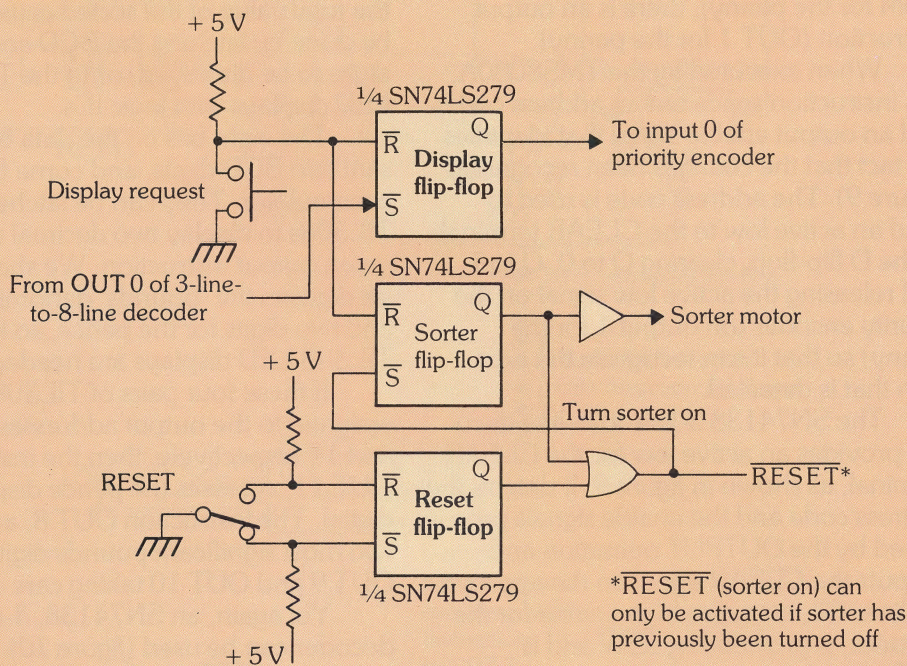 + 5 V
1/4 SN74LS279
R̅
Q
Display
flip-flop
S̅
To input 0 of
priority encoder
Display request
From OUT 0 of 3-line-
to-8-line decoder
1/4 SN74LS279
R̅
Q
Sorter
flip-flop
S̅
Sorter motor
+ 5 V
Turn sorter on
RESET
R̅
Q
Reset
flip-flop
S̅
R̅E̅S̅E̅T̅*
1/4 SN74LS279
*R̅E̅S̅E̅T̅ (sorter on) can
only be activated if sorter has
previously been turned off
+ 5 V